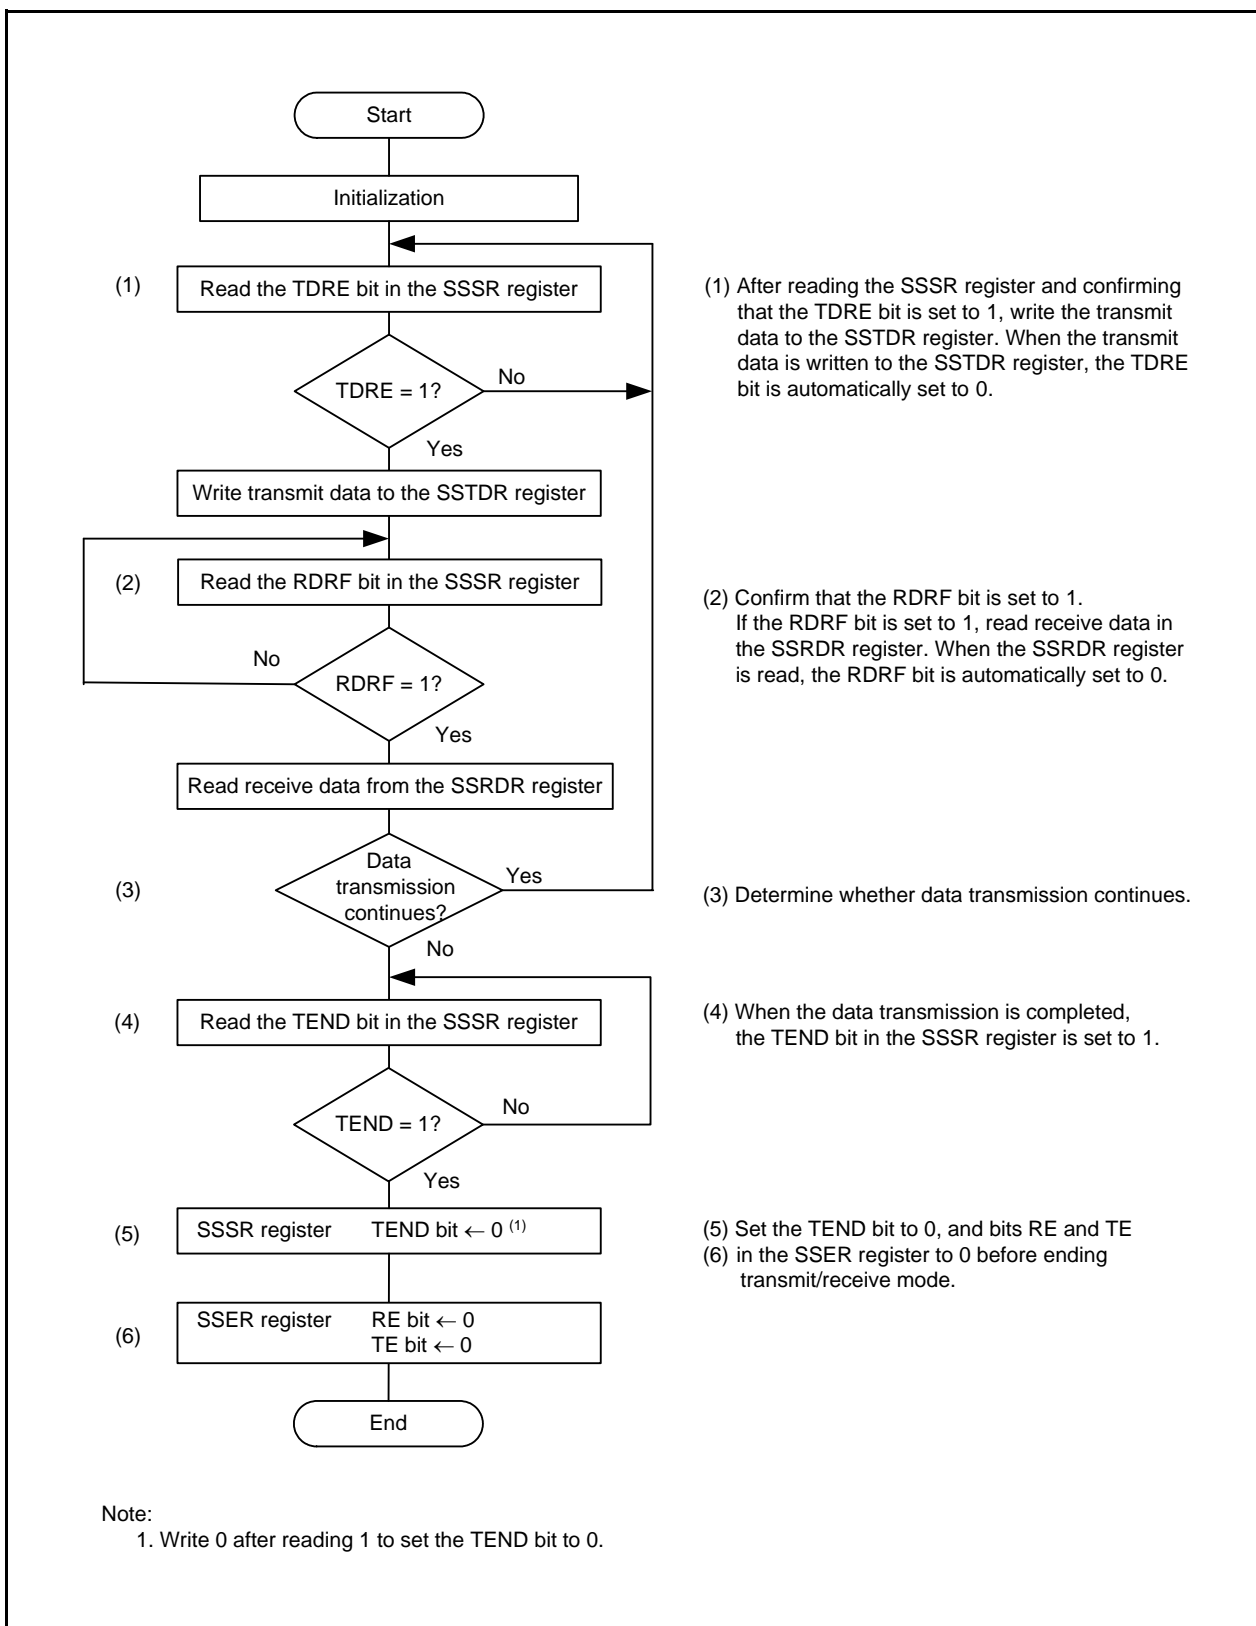 Start
Initialization
(1)
Read the TDRE bit in the SSSR register
TDRE = 1?
No
Yes
Write transmit data to the SSTDR register
(2)
Read the RDRF bit in the SSSR register
No
RDRF = 1?
Yes
Read receive data from the SSRDR register
(3)
Data
transmission
continues?
Yes
No
(4)
Read the TEND bit in the SSSR register
TEND = 1?
No
Yes
(5)
SSSR register TEND bit ← 0 (1)
(6)
SSER register RE bit ← 0
TE bit ← 0
End
(1) After reading the SSSR register and confirming
that the TDRE bit is set to 1, write the transmit
data to the SSTDR register. When the transmit
data is written to the SSTDR register, the TDRE
bit is automatically set to 0.
(2) Confirm that the RDRF bit is set to 1.
If the RDRF bit is set to 1, read receive data in
the SSRDR register. When the SSRDR register
is read, the RDRF bit is automatically set to 0.
(3) Determine whether data transmission continues.
(4) When the data transmission is completed,
the TEND bit in the SSSR register is set to 1.
(5) Set the TEND bit to 0, and bits RE and TE
(6) in the SSER register to 0 before ending
transmit/receive mode.
Note:
1. Write 0 after reading 1 to set the TEND bit to 0.